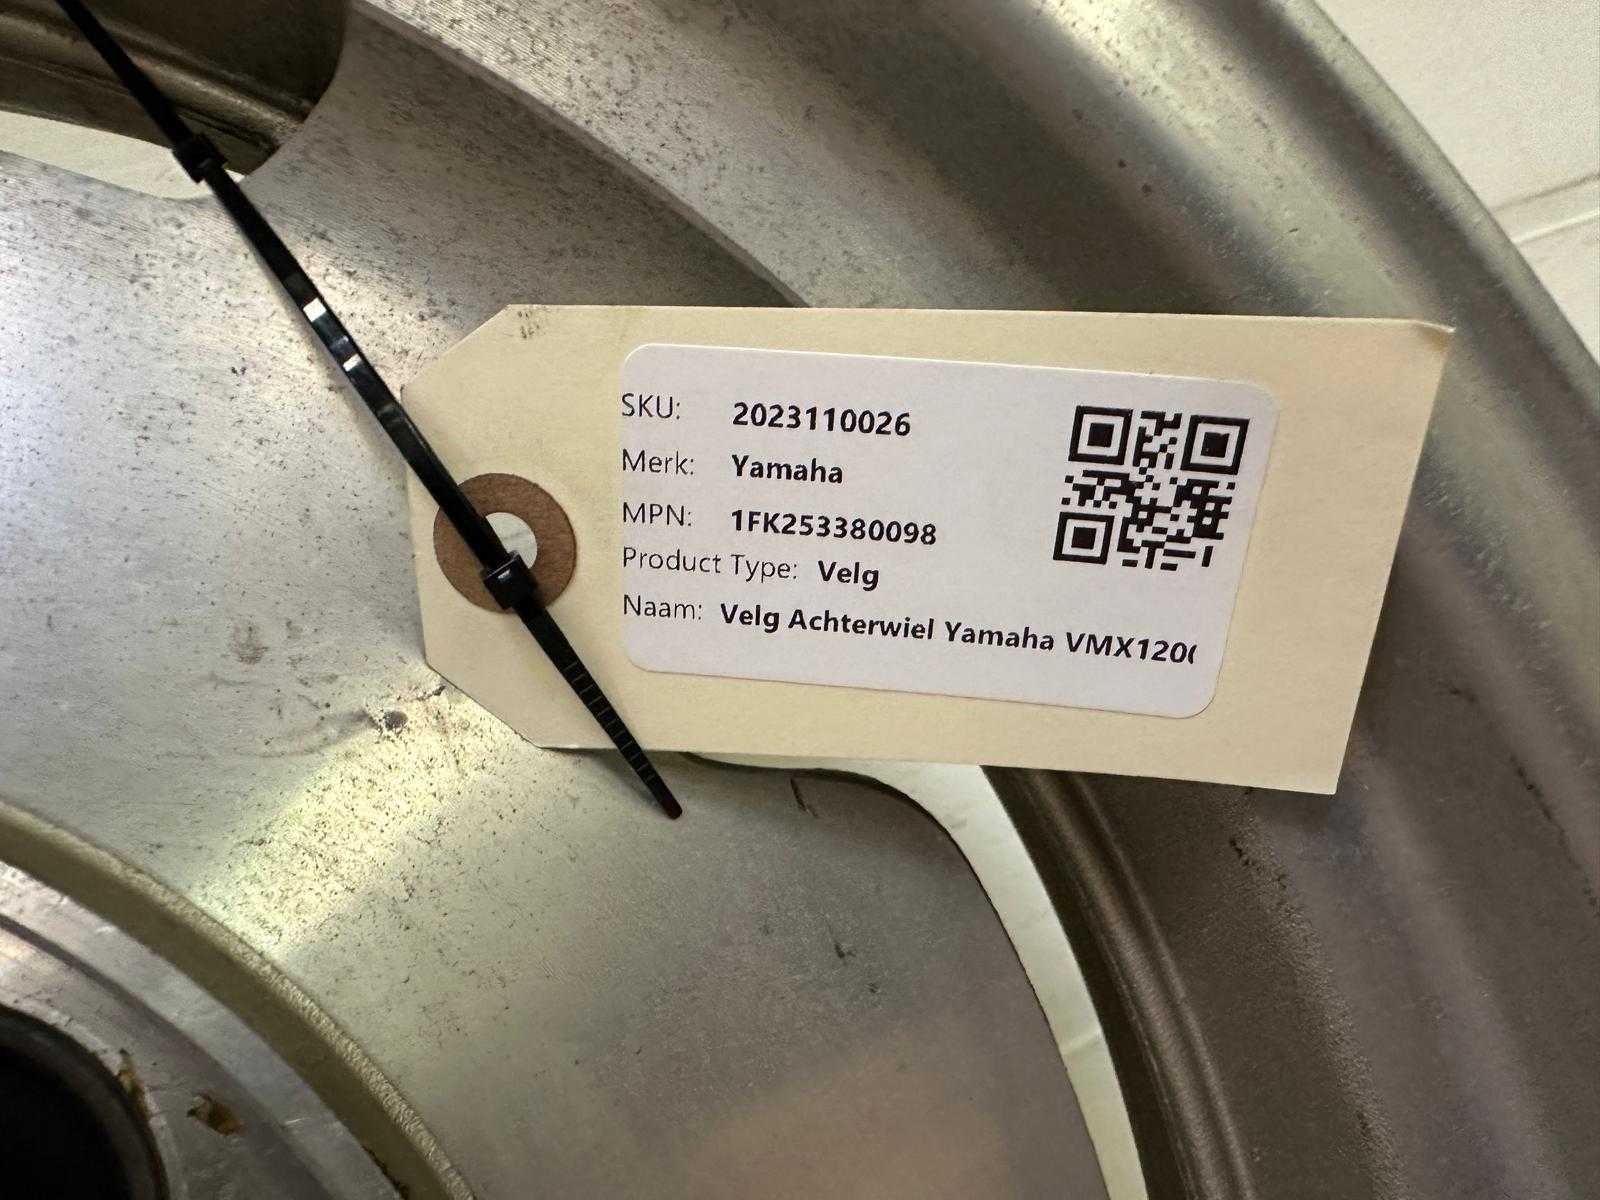 SKU: 2023110026
Merk: Yamaha
MPN: 1FK253380098
Product Type: Velg
Naam: Velg Achterwiel Yamaha VMX120(